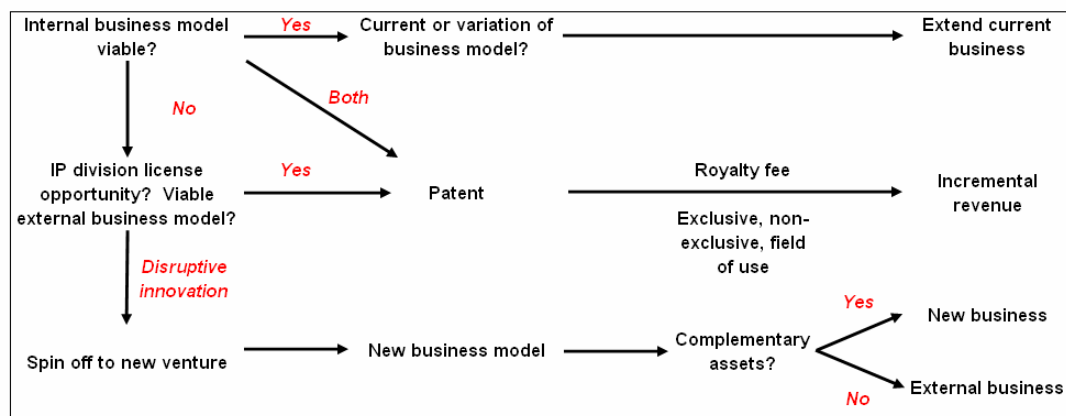 Internal business model
viable?
Yes
Current or variation of
business model?
Extend current
business
No
Both
IP division license
opportunity?  Viable
external business model?
Yes
Patent
Royalty fee
Exclusive, non-
exclusive, field
of use
Incremental
revenue
Disruptive
innovation
Spin off to new venture
New business model
Complementary
assets?
Yes
New business
No
External business